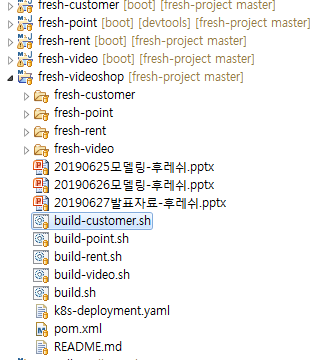 fresh-customer [boot] [fresh-project master]
fresh-point [boot] [devtools] [fresh-project master]
fresh-rent [boot] [fresh-project master]
fresh-video [boot] [fresh-project master]
fresh-videoshop [fresh-project master]
fresh-customer
fresh-point
fresh-rent
fresh-video
20190625모델링-후레쉬.pptx
20190626모델링-후레쉬.pptx
20190627발표자료-후레쉬.pptx
build-customer.sh
build-point.sh
build-rent.sh
build-video.sh
build.sh
k8s-deployment.yaml
pom.xml
README.md